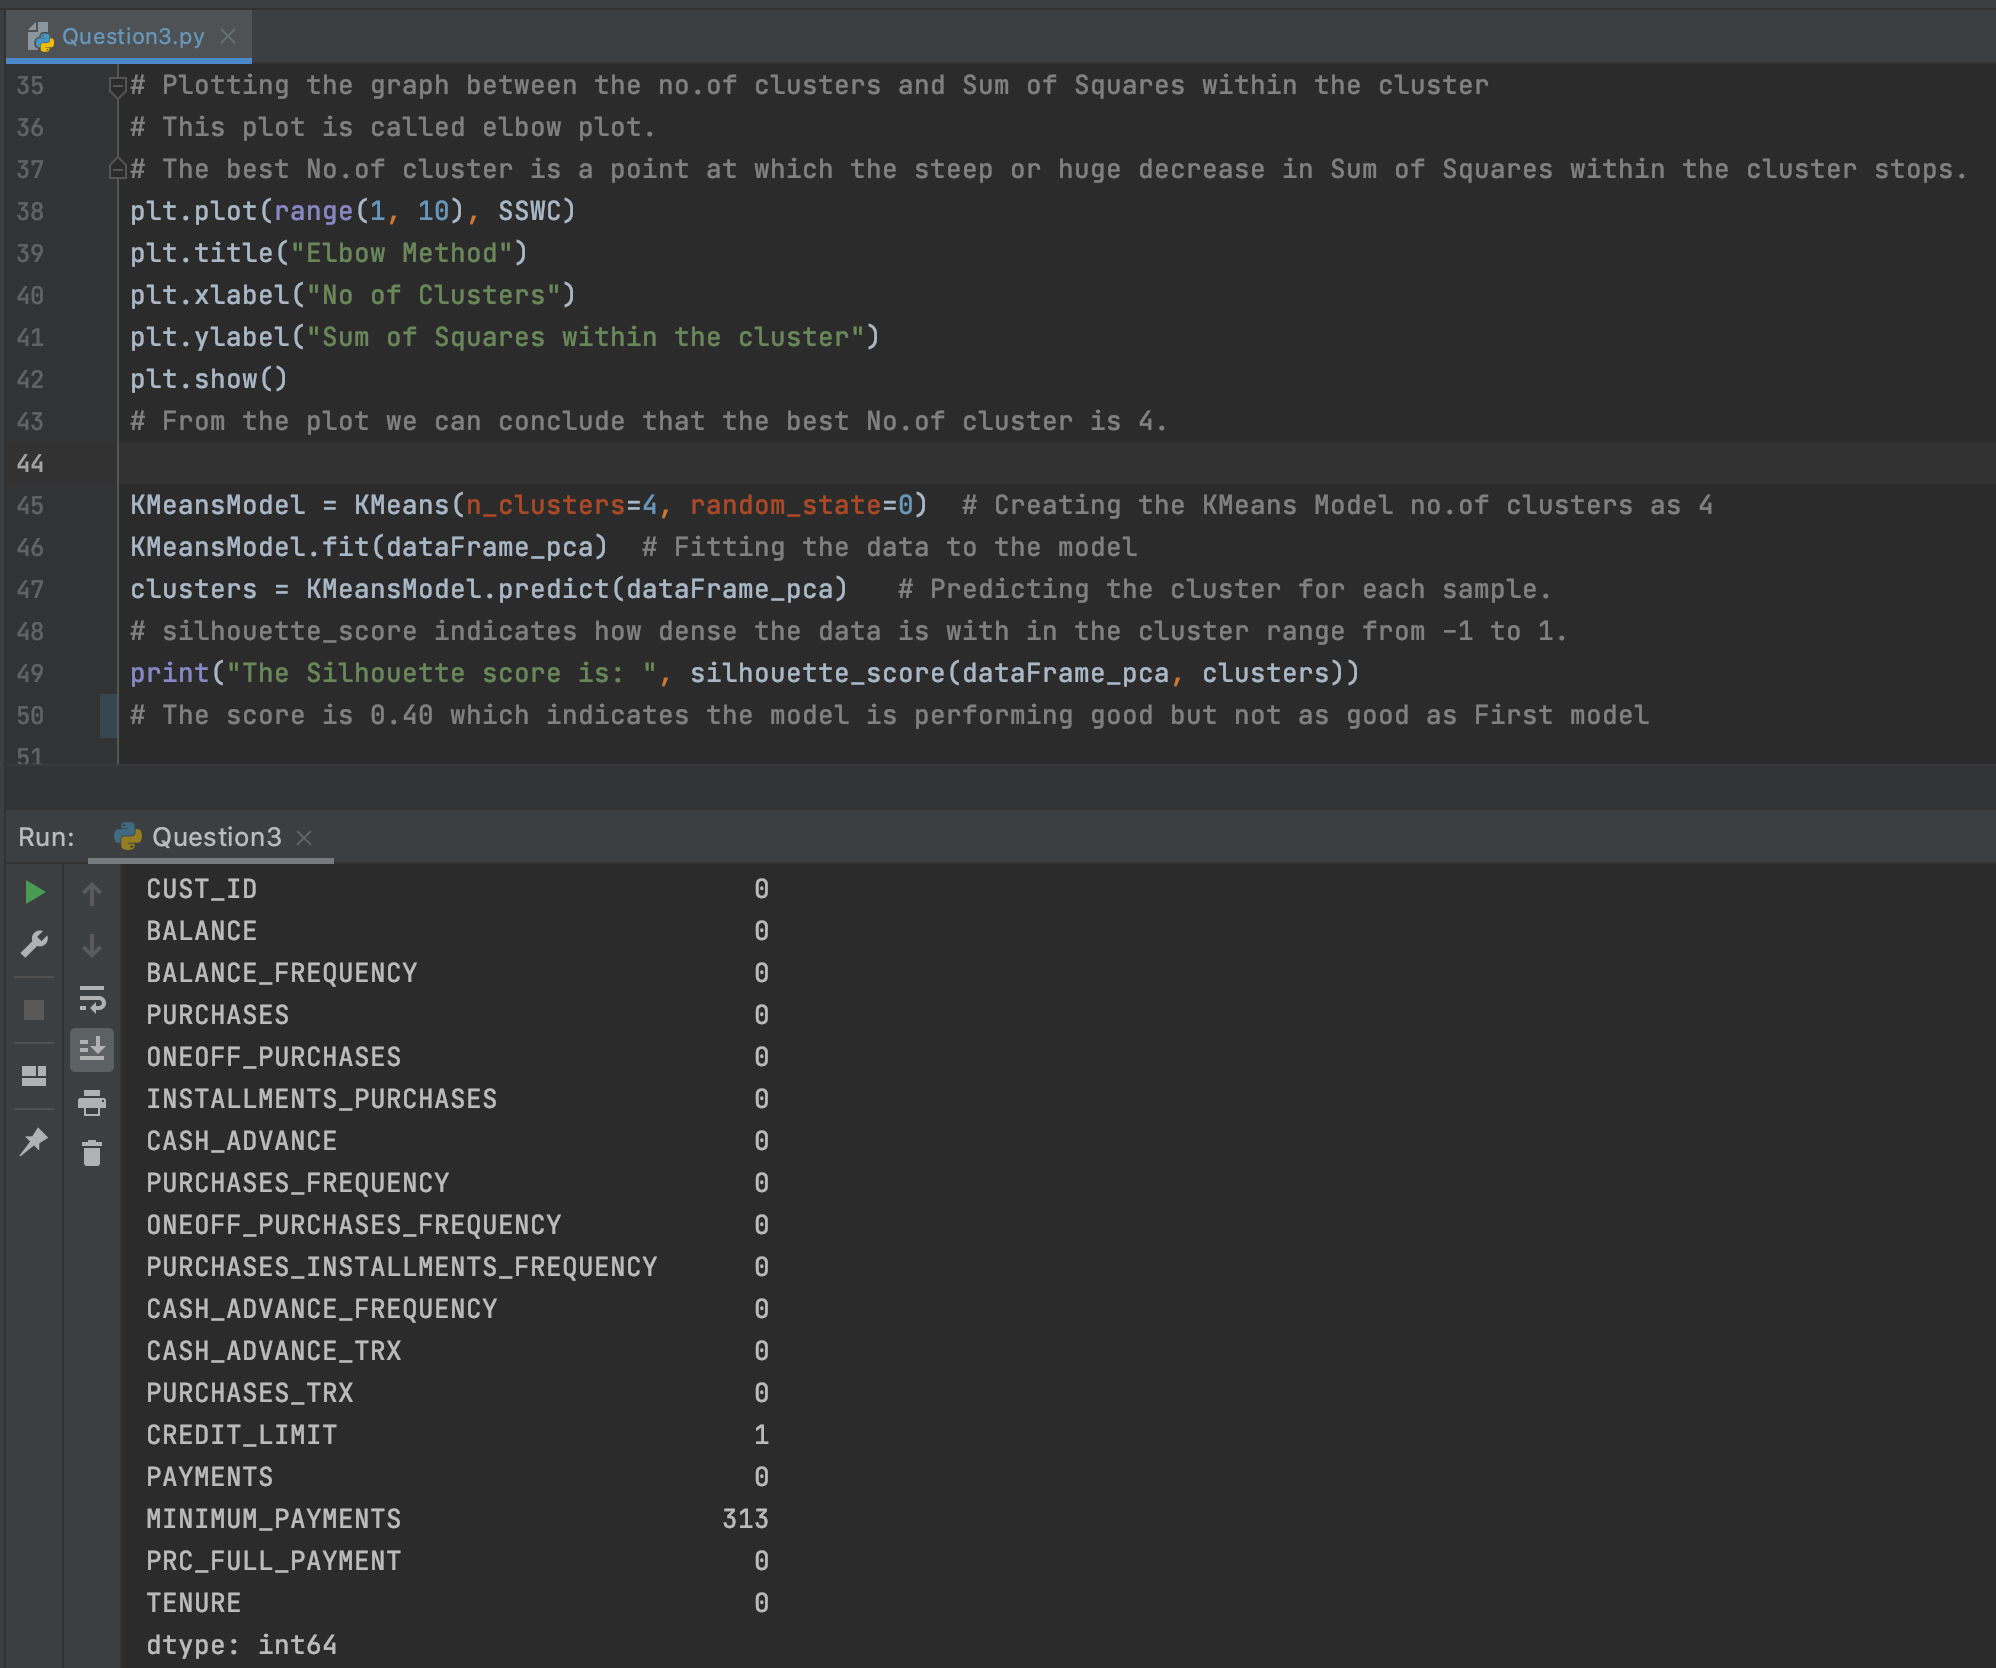 Question3.py
35 # Plotting the graph between the no.of clusters and Sum of Squares within the cluster
36 # This plot is called elbow plot.
37 # The best No.of cluster is a point at which the steep or huge decrease in Sum of Squares within the cluster stops.
38 plt.plot(range(1, 10), SSWC)
39 plt.title("Elbow Method")
40 plt.xlabel("No of Clusters")
41 plt.ylabel("Sum of Squares within the cluster")
42 plt.show()
43 # From the plot we can conclude that the best No.of cluster is 4.
44
45 KMeansModel = KMeans(n_clusters=4, random_state=0)  # Creating the KMeans Model no.of clusters as 4
46 KMeansModel.fit(dataFrame_pca)  # Fitting the data to the model
47 clusters = KMeansModel.predict(dataFrame_pca)   # Predicting the cluster for each sample.
48 # silhouette_score indicates how dense the data is with in the cluster range from -1 to 1.
49 print("The Silhouette score is: ", silhouette_score(dataFrame_pca, clusters))
50 # The score is 0.40 which indicates the model is performing good but not as good as First model
51
Run: Question3
CUST_ID 0
BALANCE 0
BALANCE_FREQUENCY 0
PURCHASES 0
ONEOFF_PURCHASES 0
INSTALLMENTS_PURCHASES 0
CASH_ADVANCE 0
PURCHASES_FREQUENCY 0
ONEOFF_PURCHASES_FREQUENCY 0
PURCHASES_INSTALLMENTS_FREQUENCY 0
CASH_ADVANCE_FREQUENCY 0
CASH_ADVANCE_TRX 0
PURCHASES_TRX 0
CREDIT_LIMIT 1
PAYMENTS 0
MINIMUM_PAYMENTS 313
PRC_FULL_PAYMENT 0
TENURE 0
dtype: int64